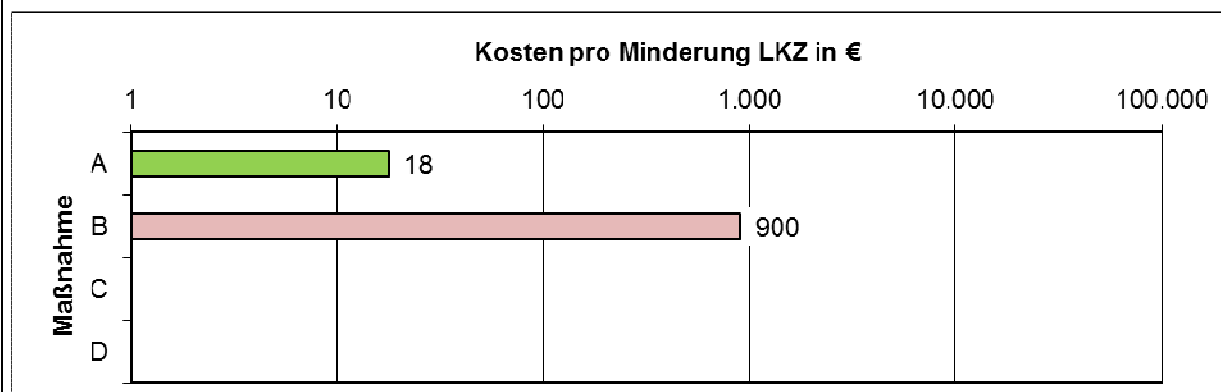 Kosten pro Minderung LKZ in €
1 10 100 1.000 10.000 100.000
Maßnahme
A 18
B 900
C
D